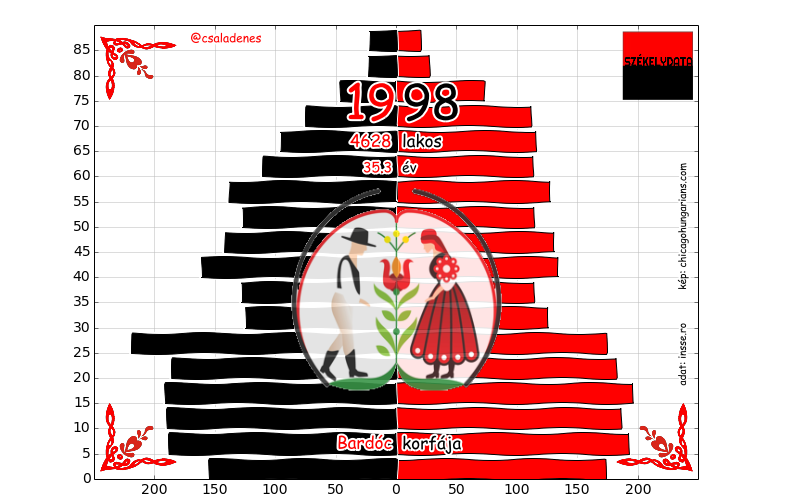 @csaladenes
SZÉKELYDATA
1998
4628 lakos
35.3 év
kép: chicagohungarians.com
adat: insse.ro
Bardóc korfája
85
80
75
70
65
60
55
50
45
40
35
30
25
20
15
10
5
0
200 150 100 50 0 50 100 150 200